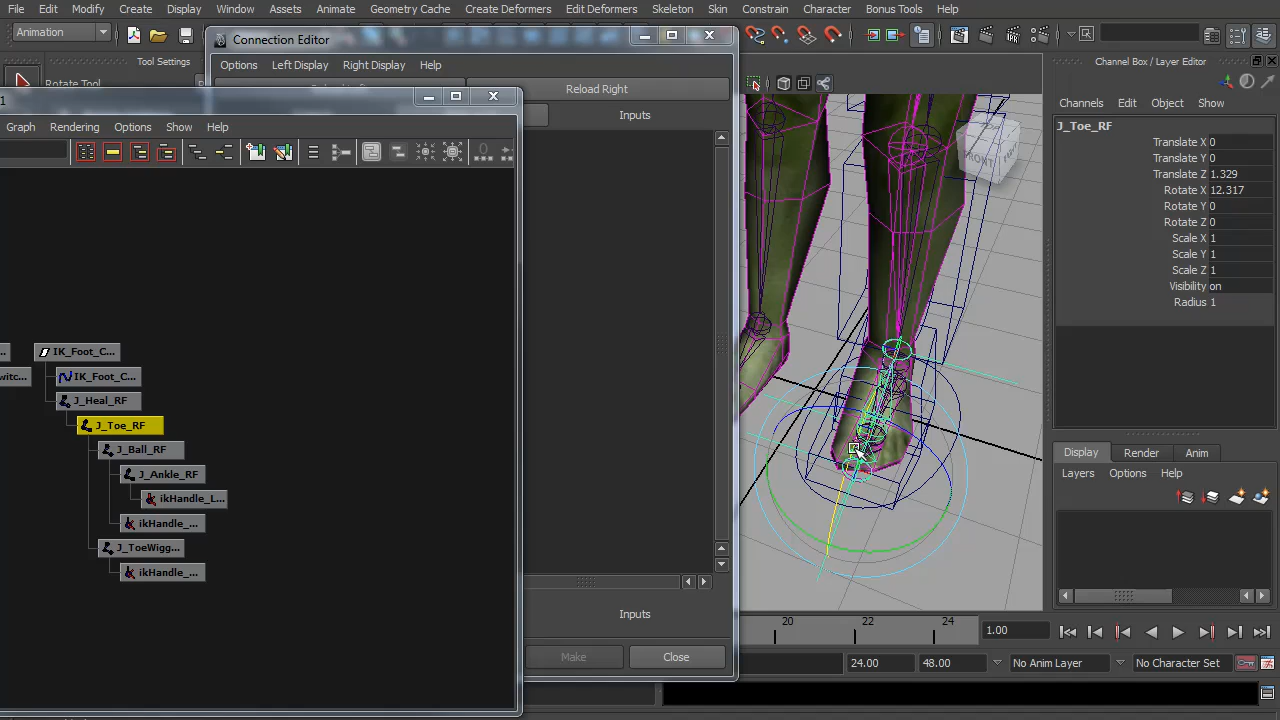 File Edit Modify Create Display Window Assets Animate Geometry Cache Create Deformers Edit Deformers Skeleton Skin Constrain Character Bonus Tools Help
Animation
Connection Editor
Tool Settings
Rotate Tool
Channel Box / Layer Editor
Options Left Display Right Display Help
Reload Right
Channels Edit Object Show
1
Inputs
Graph Rendering Options Show Help
J_Toe_RF
Translate X 0
Translate Y 0
Translate Z 1.329
Rotate X 12.317
Rotate Y 0
Rotate Z 0
Scale X 1
Scale Y 1
Scale Z 1
Visibility on
Radius 1
FRONT
... IK_Foot_C...
witc... IK_Foot_C...
J_Heal_RF
J_Toe_RF
J_Ball_RF
J_Ankle_RF
ikHandle_L...
ikHandle_...
J_ToeWigg...
ikHandle_...
Display Render Anim
Layers Options Help
Inputs
Make Close
20 22 24 1.00
24.00 48.00 No Anim Layer No Character Set